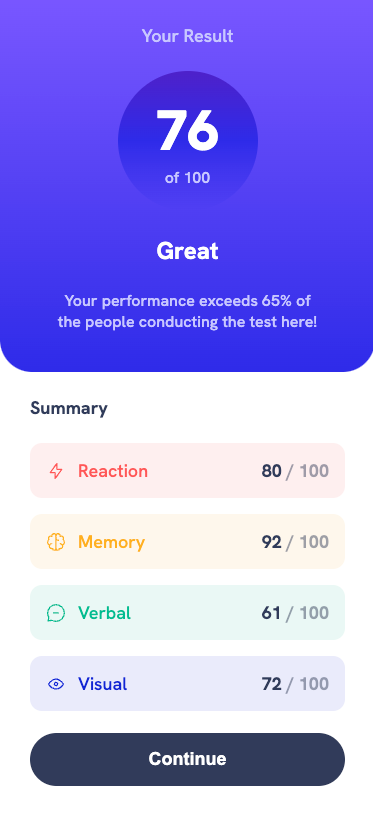 Your Result
76
of 100
Great
Your performance exceeds 65% of
the people conducting the test here!
Summary
Reaction 80 / 100
Memory 92 / 100
Verbal 61 / 100
Visual 72 / 100
Continue